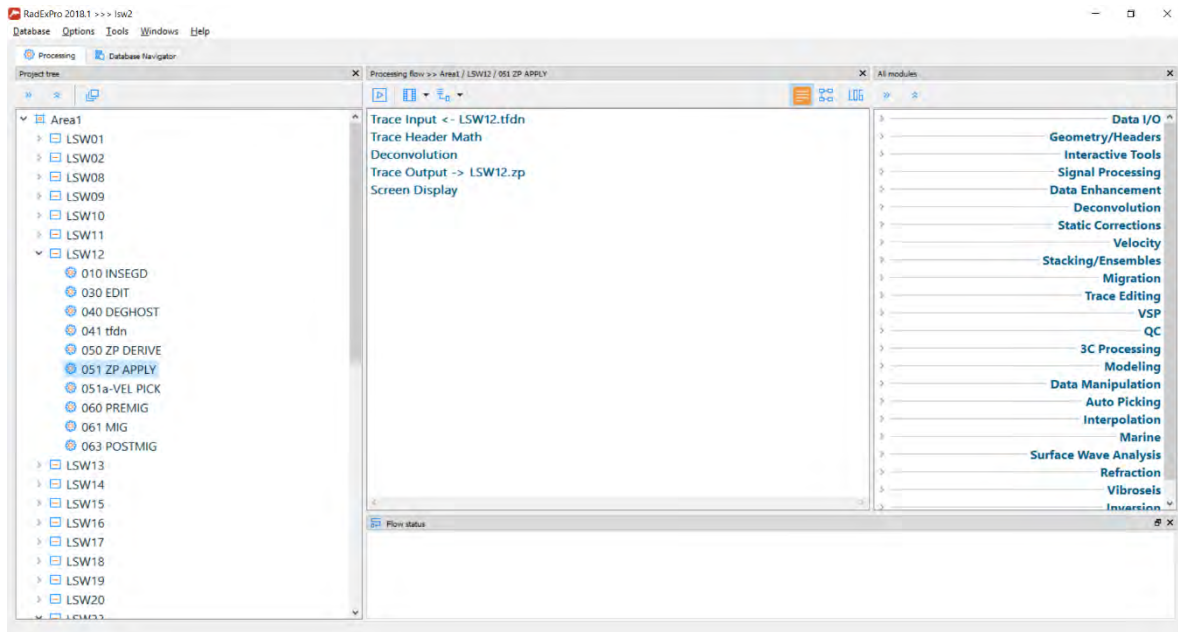 RadExPro 2018.1 >>> lsw2
Database Options Tools Windows Help
Processing Database Navigator
Project tree
Area1
LSW01
LSW02
LSW08
LSW09
LSW10
LSW11
LSW12
010 INSEGD
030 EDIT
040 DEGHOST
041 tfdn
050 ZP DERIVE
051 ZP APPLY
051a-VEL PICK
060 PREMIG
061 MIG
063 POSTMIG
LSW13
LSW14
LSW15
LSW16
LSW17
LSW18
LSW19
LSW20
Processing flow >> Area1 / LSW12 / 051 ZP APPLY
LOG
Trace Input <- LSW12.tfdn
Trace Header Math
Deconvolution
Trace Output -> LSW12.zp
Screen Display
Flow status
All modules
Data I/O
Geometry/Headers
Interactive Tools
Signal Processing
Data Enhancement
Deconvolution
Static Corrections
Velocity
Stacking/Ensembles
Migration
Trace Editing
VSP
QC
3C Processing
Modeling
Data Manipulation
Auto Picking
Interpolation
Marine
Surface Wave Analysis
Refraction
Vibroseis
Inversion